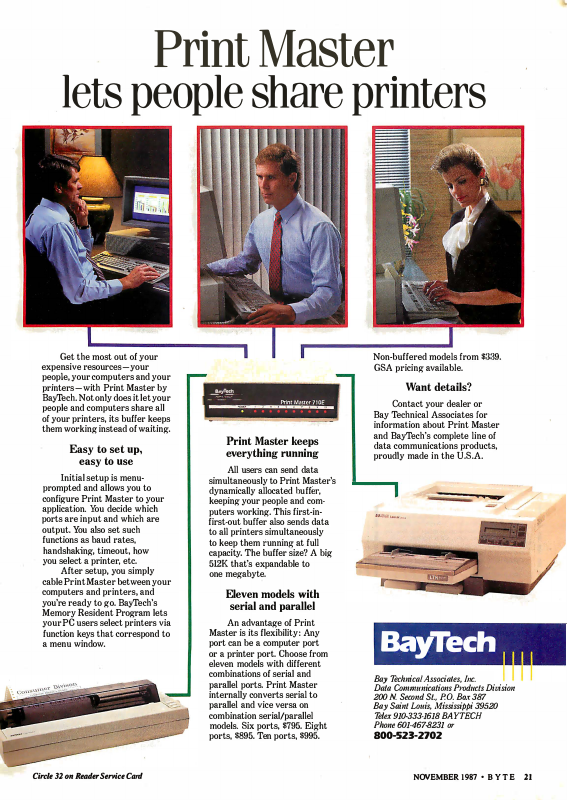 Print Master
lets people share printers
Get the most out of your
expensive resources—your
people, your computers and your
printers—with Print Master by
BayTech. Not only does it let your
people and computers share all
of your printers, its buffer keeps
them working instead of waiting.
Easy to set up,
easy to use
Initial setup is menu-
prompted and allows you to
configure Print Master to your
application. You decide which
ports are input and which are
output. You also set such
functions as baud rates,
handshaking, timeout, how
you select a printer, etc.
After setup, you simply
cable Print Master between your
computers and printers, and
you're ready to go. BayTech's
Memory Resident Program lets
your PC users select printers via
function keys that correspond to
a menu window.
Consumer Division
BayTech
Print Master 710E
Print Master keeps
everything running
All users can send data
simultaneously to Print Master's
dynamically allocated buffer,
keeping your people and com-
puters working. This first-in-
first-out buffer also sends data
to all printers simultaneously
to keep them running at full
capacity. The buffer size? A big
512K that's expandable to
one megabyte.
Eleven models with
serial and parallel
An advantage of Print
Master is its flexibility: Any
port can be a computer port
or a printer port. Choose from
eleven models with different
combinations of serial and
parallel ports. Print Master
internally converts serial to
parallel and vice versa on
combination serial/parallel
models. Six ports, $795. Eight
ports, $895. Ten ports, $995.
Non-buffered models from $339.
GSA pricing available.
Want details?
Contact your dealer or
Bay Technical Associates for
information about Print Master
and BayTech's complete line of
data communications products,
proudly made in the U.S.A.
BayTech
Bay Technical Associates, Inc.
Data Communications Products Division
200 N. Second St., P.O. Box 387
Bay Saint Louis, Mississippi 39520
Telex 910-333-1618 BAYTECH
Phone 601-467-8231 or
800-523-2702
Circle 32 on Reader Service Card
NOVEMBER 1987 • BYTE 21